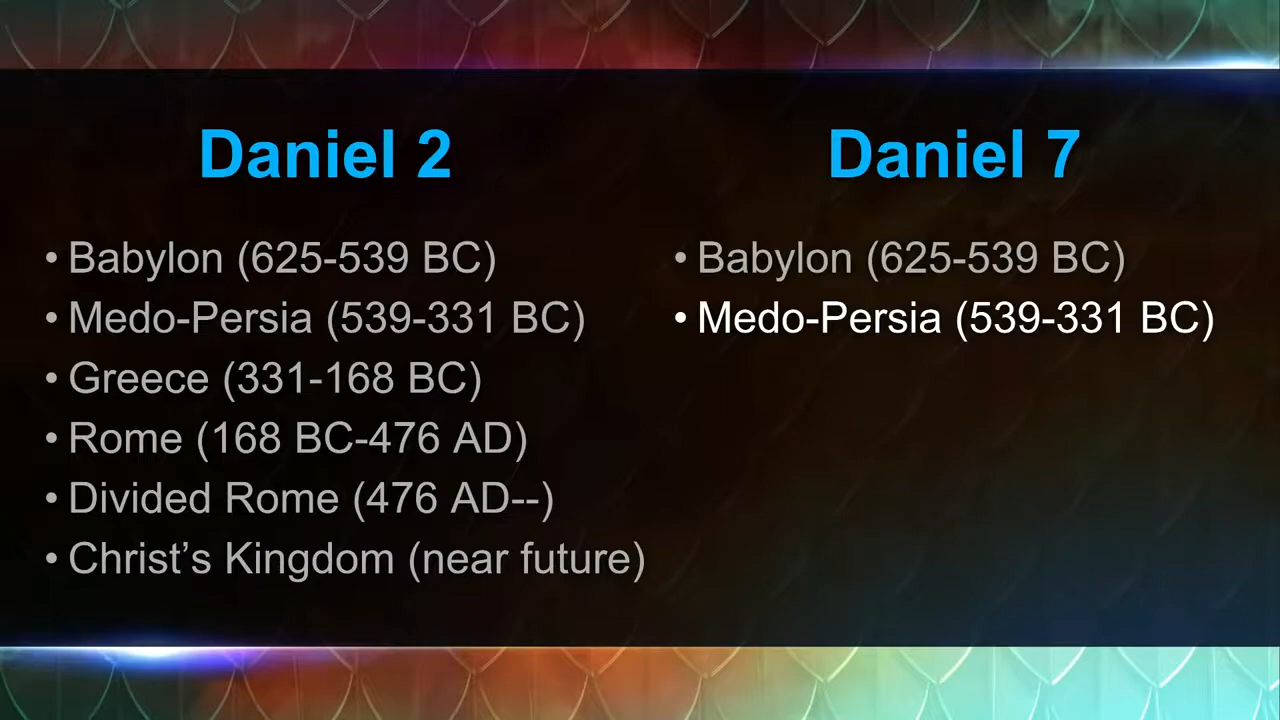 Daniel 2
• Babylon (625-539 BC)
• Medo-Persia (539-331 BC)
• Greece (331-168 BC)
• Rome (168 BC-476 AD)
• Divided Rome (476 AD--)
• Christ’s Kingdom (near future)
Daniel 7
• Babylon (625-539 BC)
• Medo-Persia (539-331 BC)